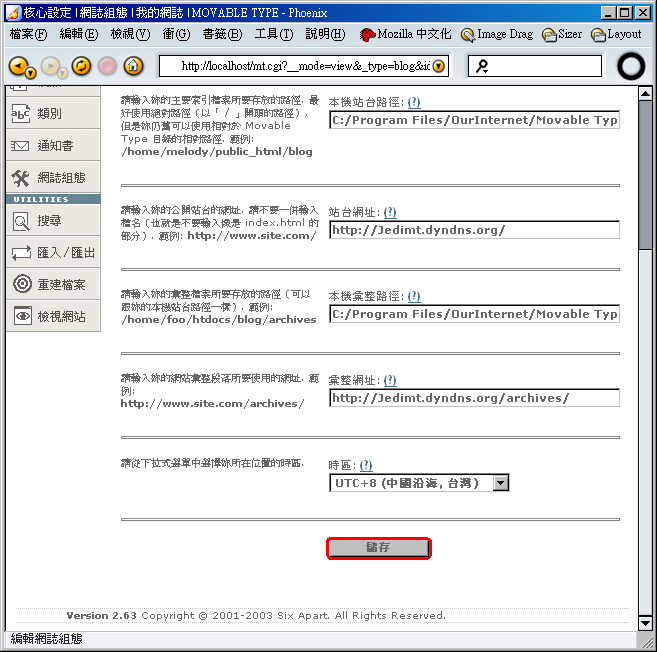 核心設定 | 網誌組態 | 我的網誌 | MOVABLE TYPE - Phoenix
檔案(F) 編輯(E) 檢視(V) 衝(G) 書籤(B) 工具(T) 說明(H) Mozilla 中文化 Image Drag Sizer Layout
http://localhost/mt.cgi?__mode=view&_type=blog&id
類別
通知書
網誌組態
UTILITIES
搜尋
匯入/匯出
重建檔案
檢視網站
請輸入妳的主要索引檔案所要存放的路徑. 最
好使用絕對路徑 (以「 / 」開頭的路徑) ,
但是妳仍舊可以使用相對於 Movable
Type 目錄的相對路徑. 範例:
/home/melody/public_html/blog
本機站台路徑: (?)
C:/Program Files/OurInternet/Movable Typ
請輸入妳的公開站台的網址. 請不要一併輸入
檔名 (也就是不要輸入像是 index.html 的
部分) . 範例: http://www.site.com/
站台網址: (?)
http://Jedimt.dyndns.org/
請輸入妳的彙整檔案所要存放的路徑 (可以
跟妳的本機站台路徑一樣) . 範例:
/home/foo/htdocs/blog/archives
本機彙整路徑: (?)
C:/Program Files/OurInternet/Movable Typ
請輸入妳的網站彙整段落所要使用的網址. 範
例:
http://www.site.com/archives/
彙整網址: (?)
http://Jedimt.dyndns.org/archives/
請從下拉式選單中選擇妳所在位置的時區.
時區: (?)
UTC+8 (中國沿海, 台灣)
儲存
Version 2.63 Copyright © 2001-2003 Six Apart. All Rights Reserved.
編輯網誌組態